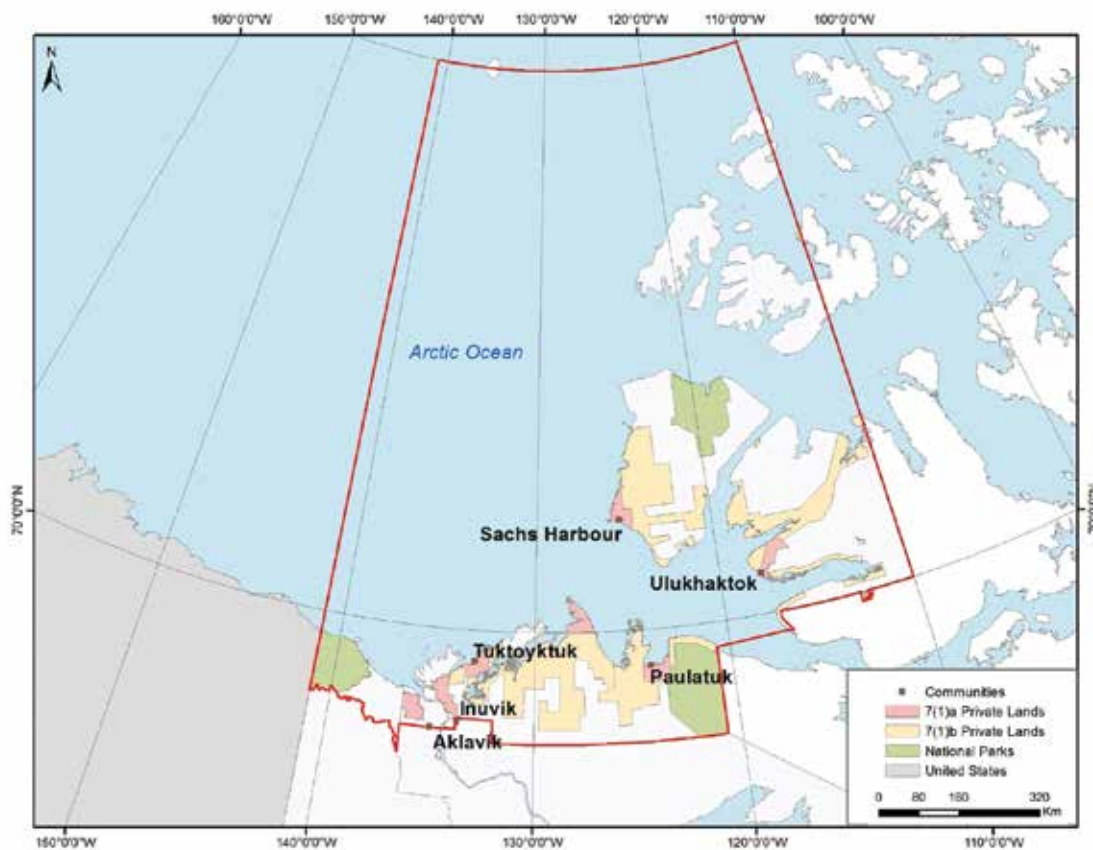 160°0'0"W 150°0'0"W 140°0'0"W 130°0'0"W 120°0'0"W 110°0'0"W 100°0'0"W
N
Arctic Ocean
70°0'0"N
70°0'0"N
Sachs Harbour
Ulukhaktok
Tuktoyktuk
Paulatuk
Inuvik
Aklavik
Communities
7(1)a Private Lands
7(1)b Private Lands
National Parks
United States
0 80 160 320
Km
150°0'0"W 140°0'0"W 130°0'0"W 120°0'0"W 110°0'0"W